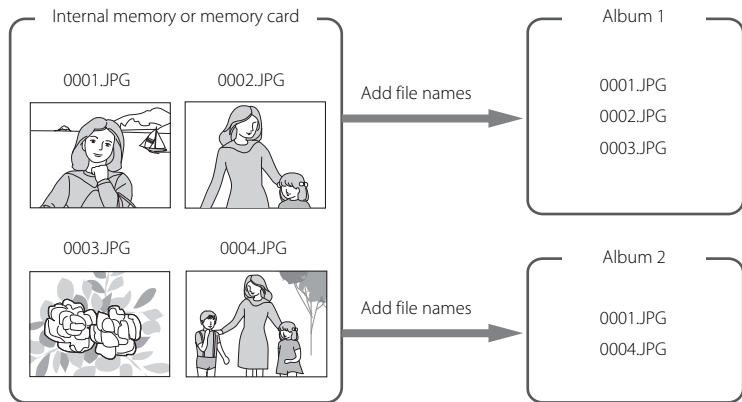 Internal memory or memory card
0001.JPG 0002.JPG
0003.JPG 0004.JPG
Add file names
Album 1
0001.JPG
0002.JPG
0003.JPG
Add file names
Album 2
0001.JPG
0004.JPG